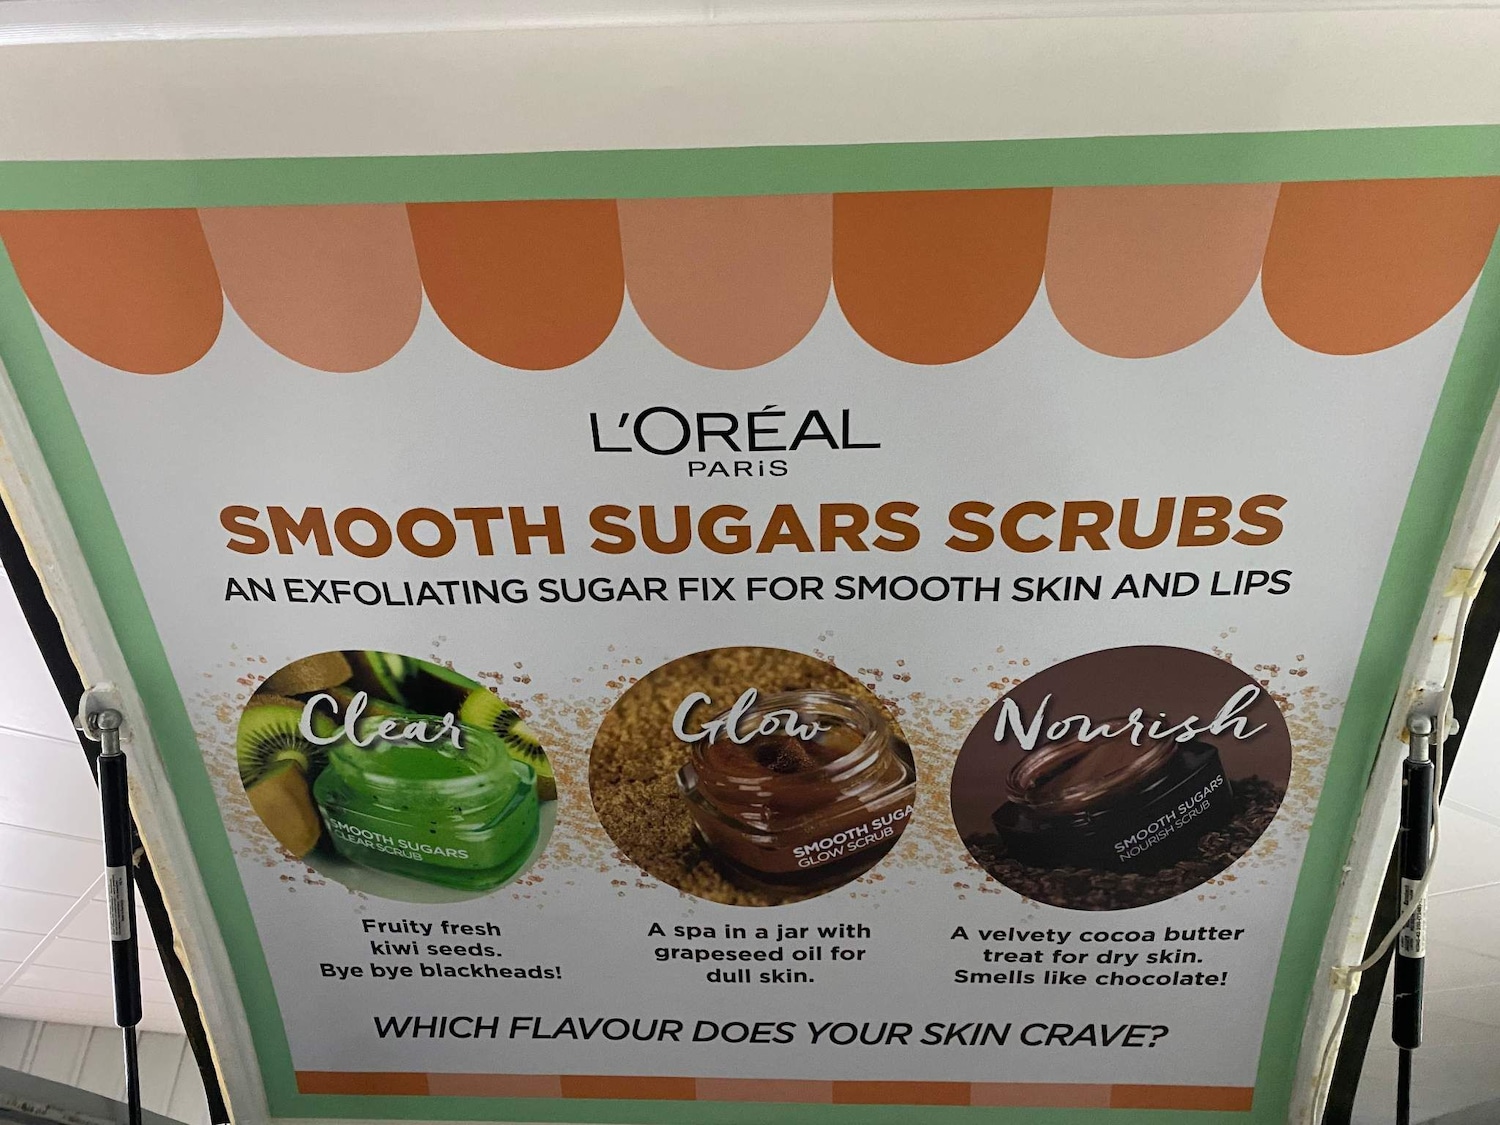 L'ORÉAL
PARiS
SMOOTH SUGARS SCRUBS
AN EXFOLIATING SUGAR FIX FOR SMOOTH SKIN AND LIPS
Clear
SMOOTH SUGARS
CLEAR SCRUB
Fruity fresh
kiwi seeds.
Bye bye blackheads!
Glow
SMOOTH SUGA
GLOW SCRUB
A spa in a jar with
grapeseed oil for
dull skin.
Nourish
SMOOTH SUGARS
NOURISH SCRUB
A velvety cocoa butter
treat for dry skin.
Smells like chocolate!
WHICH FLAVOUR DOES YOUR SKIN CRAVE?